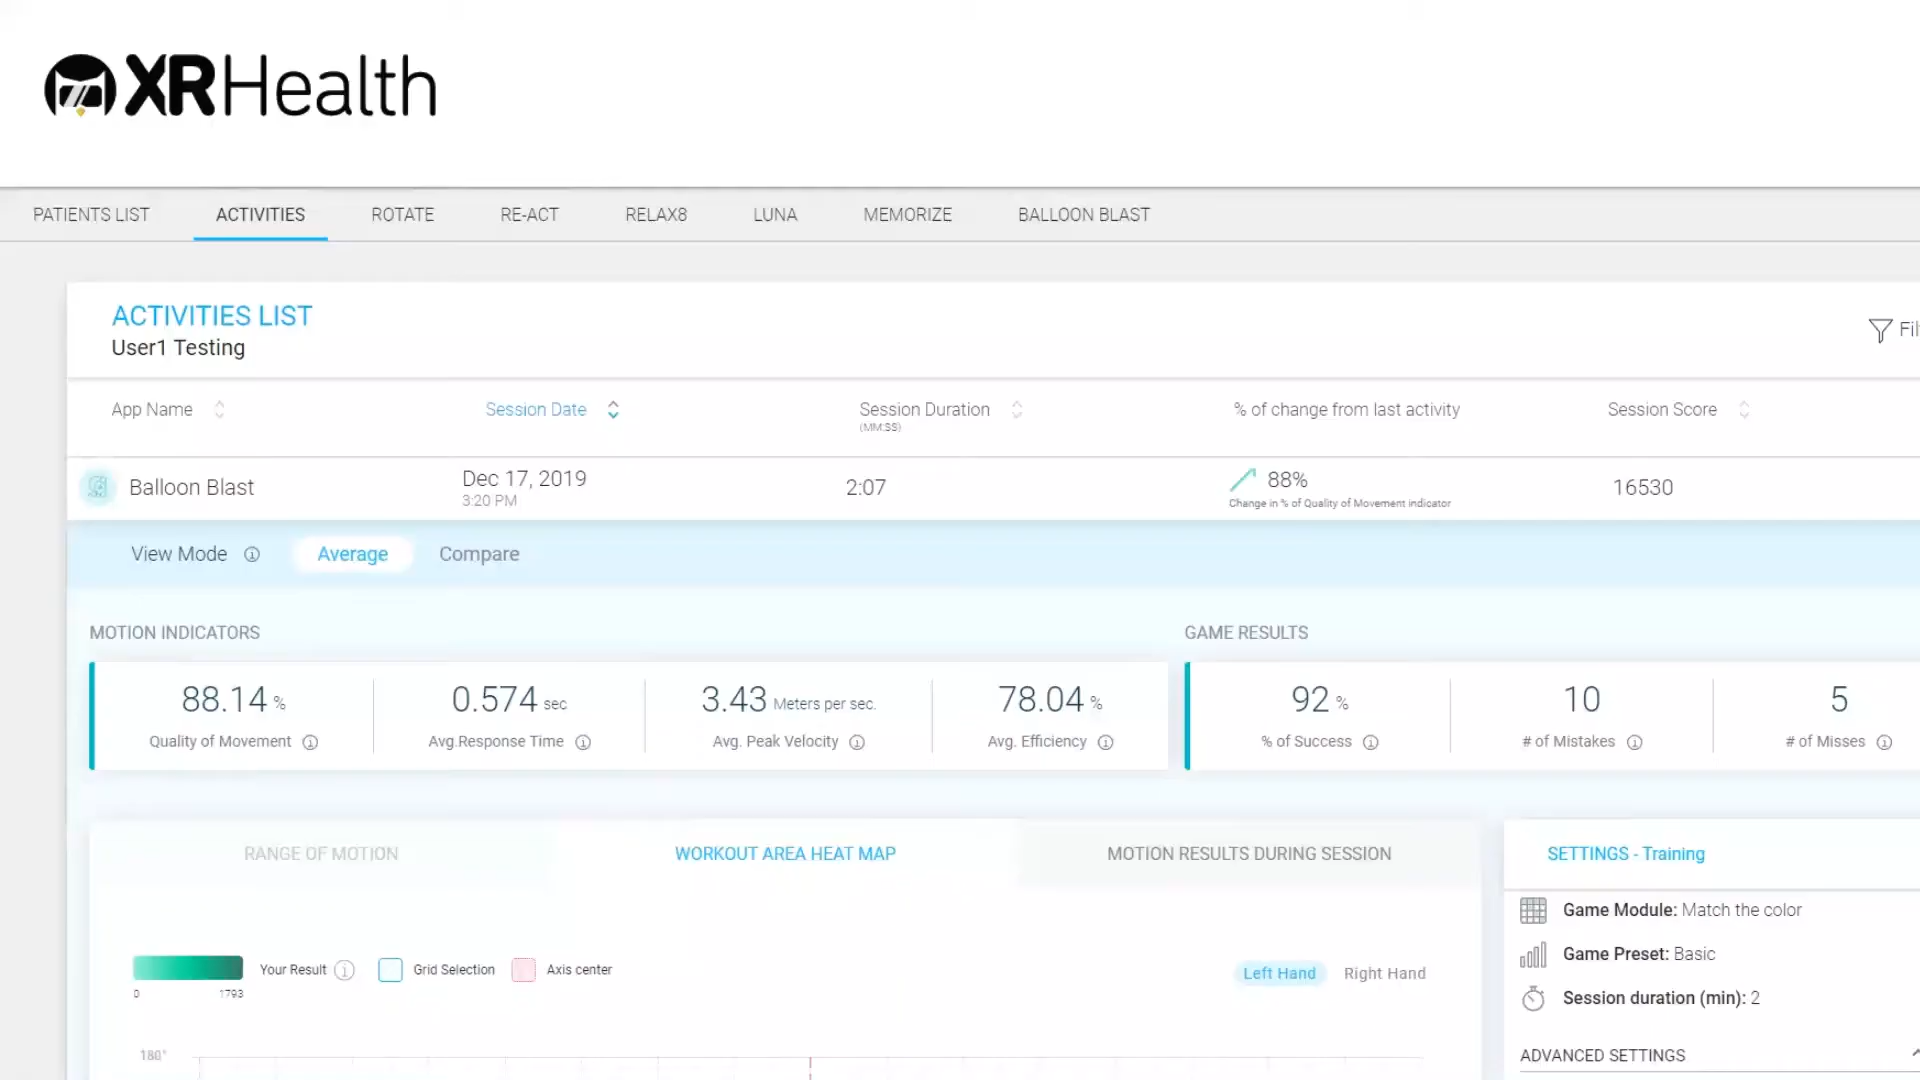 XRHealth
PATIENTS LIST ACTIVITIES ROTATE RE-ACT RELAX8 LUNA MEMORIZE BALLOON BLAST
ACTIVITIES LIST
User1 Testing
App Name Session Date Session Duration % of change from last activity Session Score
(MM:SS)
Balloon Blast Dec 17, 2019 2:07 88% 16530
3:20 PM Change in % of Quality of Movement indicator
View Mode Average Compare
MOTION INDICATORS GAME RESULTS
88.14 % 0.574 sec 3.43 Meters per sec. 78.04 % 92 % 10 5
Quality of Movement Avg.Response Time Avg. Peak Velocity Avg. Efficiency % of Success # of Mistakes # of Misses
RANGE OF MOTION WORKOUT AREA HEAT MAP MOTION RESULTS DURING SESSION SETTINGS - Training
Game Module: Match the color
Game Preset: Basic
Your Result Grid Selection Axis center Left Hand Right Hand
0 1793
Session duration (min): 2
180° ADVANCED SETTINGS